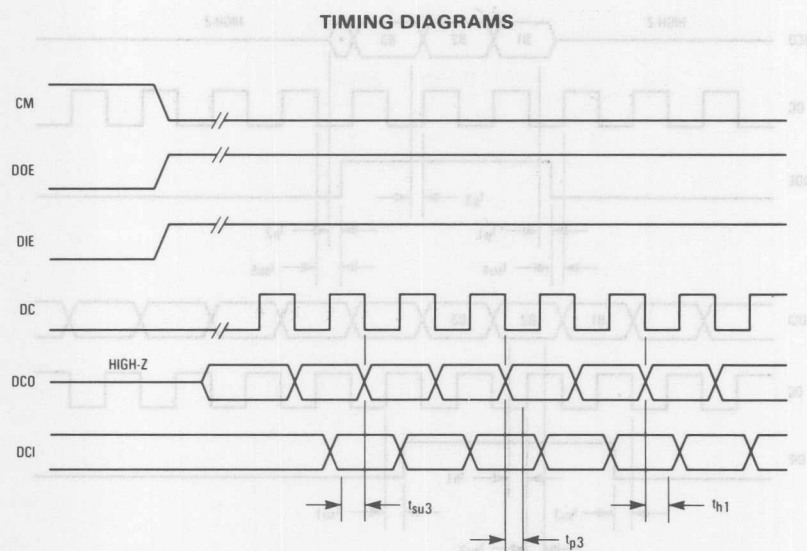 TIMING DIAGRAMS
CM
DOE
DIE
DC
DCO
HIGH-Z
DCI
tsu3
tp3
th1